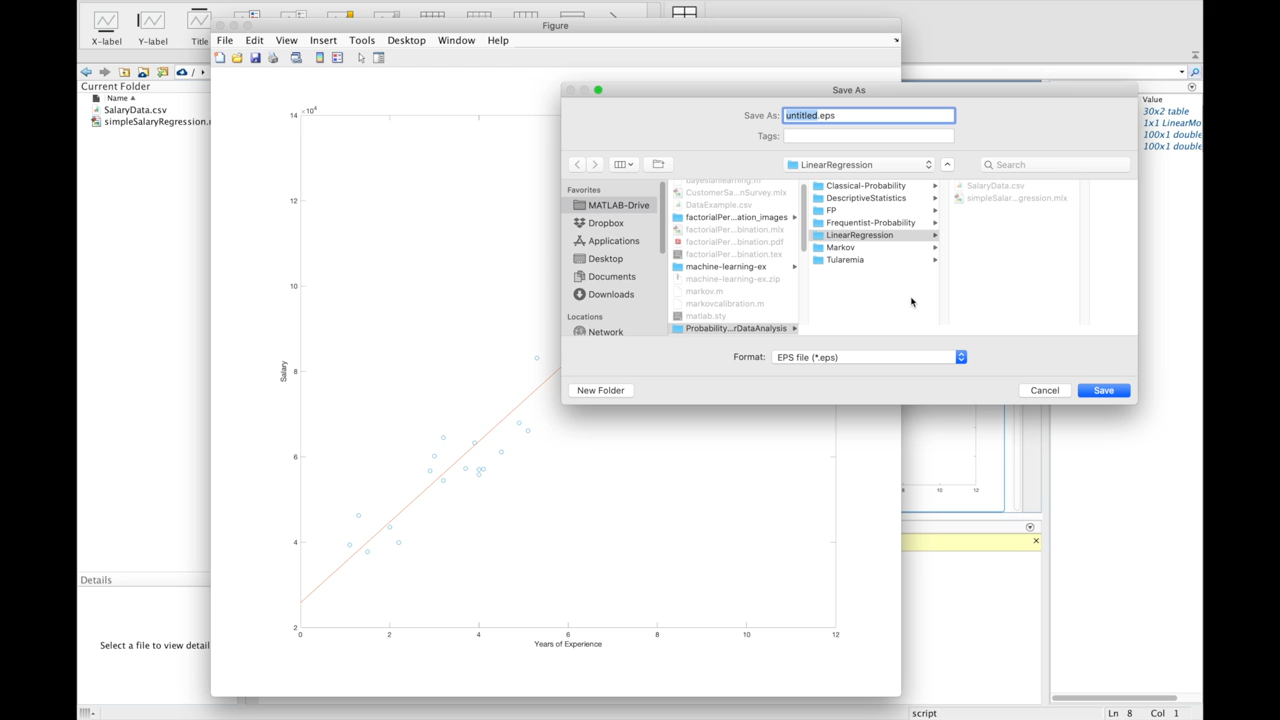 Figure
File Edit View Insert Tools Desktop Window Help
X-label Y-label Title
/
Current Folder
Name
SalaryData.csv
simpleSalaryRegression.
Details
Select a file to view detail
×10⁴
14
12
10
8
6
4
2
0 2 4 6 8 10 12
Salary
Years of Experience
Save As
Save As: untitled.eps
Tags:
LinearRegression
Search
Favorites
MATLAB-Drive
Dropbox
Applications
Desktop
Documents
Downloads
Locations
Network
CustomerSa...nSurvey.mlx
DataExample.csv
factorialPer...ation_images
factorialPer...bination.mlx
factorialPer...bination.pdf
factorialPer...bination.tex
machine-learning-ex
machine-learning-ex.zip
markov.m
markovcalibration.m
matlab.sty
Probability...rDataAnalysis
Classical-Probability
DescriptiveStatistics
FP
Frequentist-Probability
LinearRegression
Markov
Tularemia
SalaryData.csv
simpleSalar...gression.mlx
Format: EPS file (*.eps)
New Folder
Cancel
Save
Value
30x2 table
1x1 LinearMo
100x1 double
100x1 double
8 10 12
script
Ln 8 Col 1